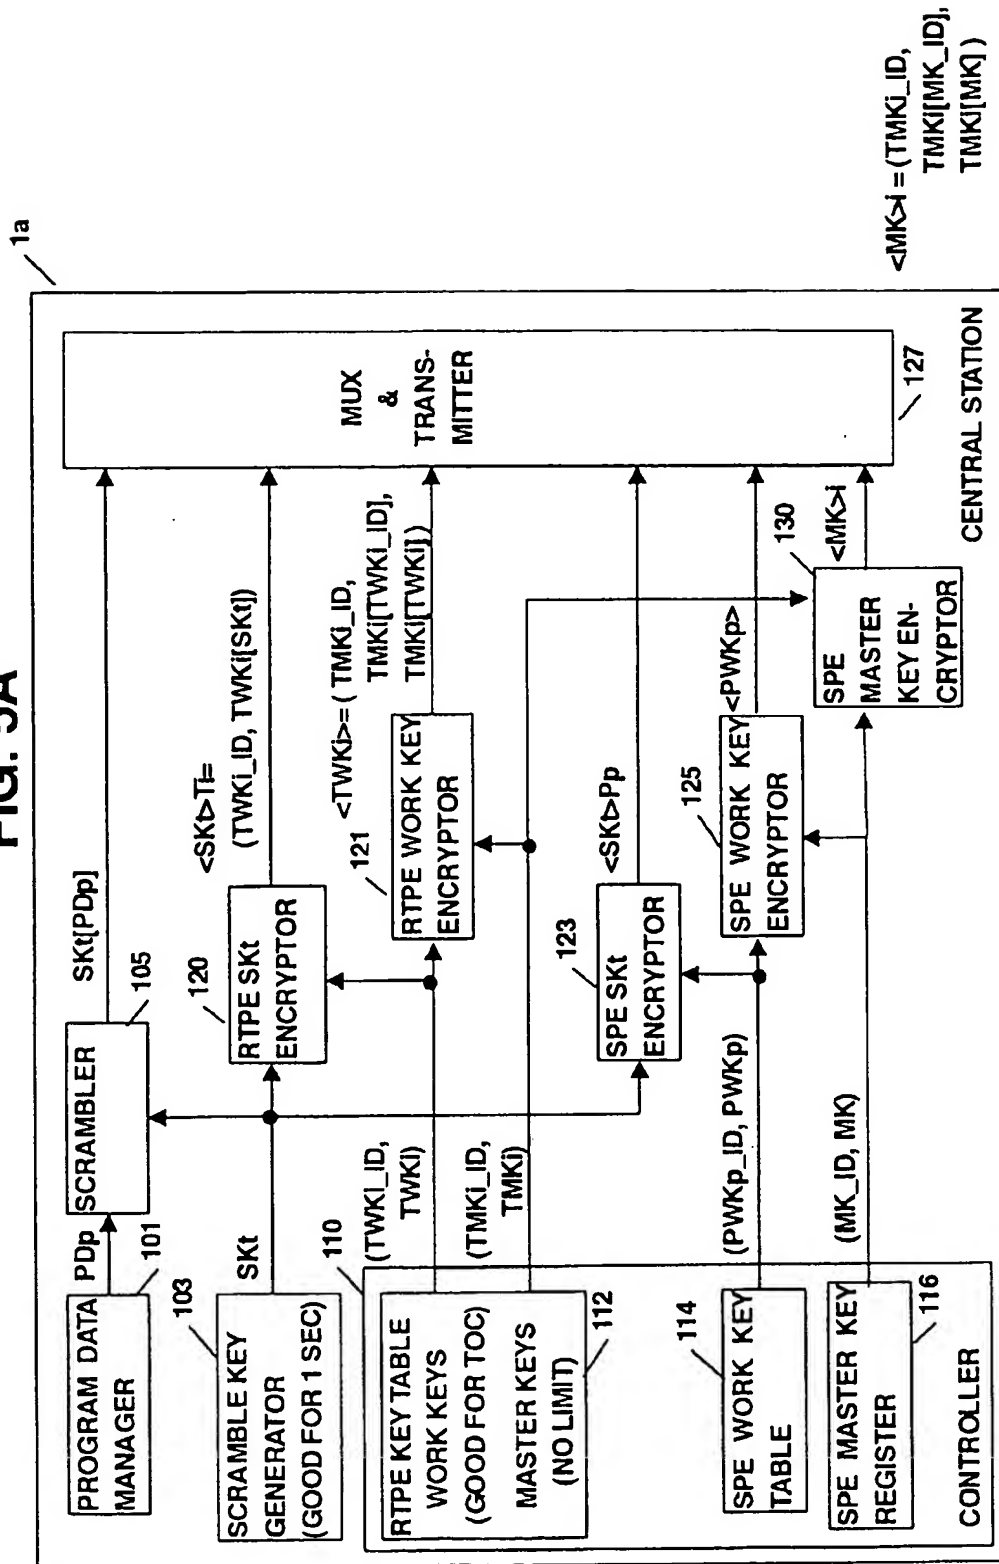 FIG. 5A
1a
PROGRAM DATA
MANAGER
101
PDp
SCRAMBLER
105
SKt[PDp]
SCRAMBLE KEY
GENERATOR
(GOOD FOR 1 SEC)
103
SKt
RTPE SKt
ENCRYPTOR
120
<SKt>Ti=
(TWKi_ID, TWKi[SKt])
110
RTPE KEY TABLE
WORK KEYS
(GOOD FOR TOC)
MASTER KEYS
(NO LIMIT)
112
(TWKi_ID,
TWKi)
(TMKi_ID,
TMKi)
RTPE WORK KEY
ENCRYPTOR
121
<TWKi>=( TMKi_ID,
TMKi[TWKi_ID],
TMKi[TWKi] )
SPE SKt
ENCRYPTOR
123
<SKt>Pp
SPE WORK KEY
TABLE
114
(PWKp_ID, PWKp)
SPE WORK KEY
ENCRYPTOR
125
<PWKp>
SPE MASTER KEY
REGISTER
116
(MK_ID, MK)
SPE
MASTER
KEY EN-
CRYPTOR
130
<MK>i
CONTROLLER
MUX
&
TRANS-
MITTER
127
CENTRAL STATION
<MK>i = (TMKi_ID,
TMKi[MK_ID],
TMKi[MK] )